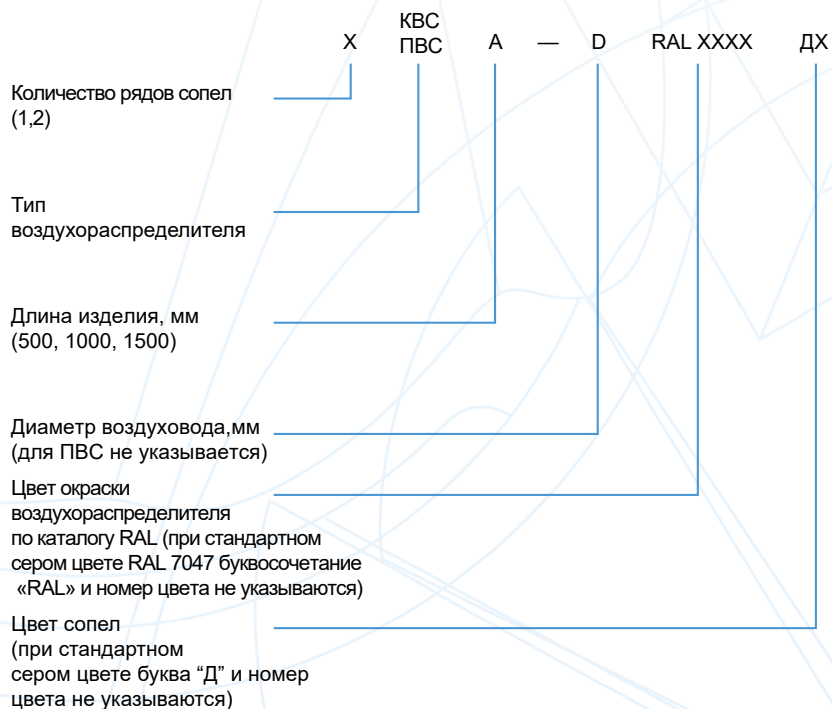 КВС
Х ПВС А — D RAL XXXX ДХ
Количество рядов сопел
(1,2)
Тип
воздухораспределителя
Длина изделия, мм
(500, 1000, 1500)
Диаметр воздуховода,мм
(для ПВС не указывается)
Цвет окраски
воздухораспределителя
по каталогу RAL (при стандартном
сером цвете RAL 7047 буквосочетание
«RAL» и номер цвета не указываются)
Цвет сопел
(при стандартном
сером цвете буква “Д” и номер
цвета не указываются)